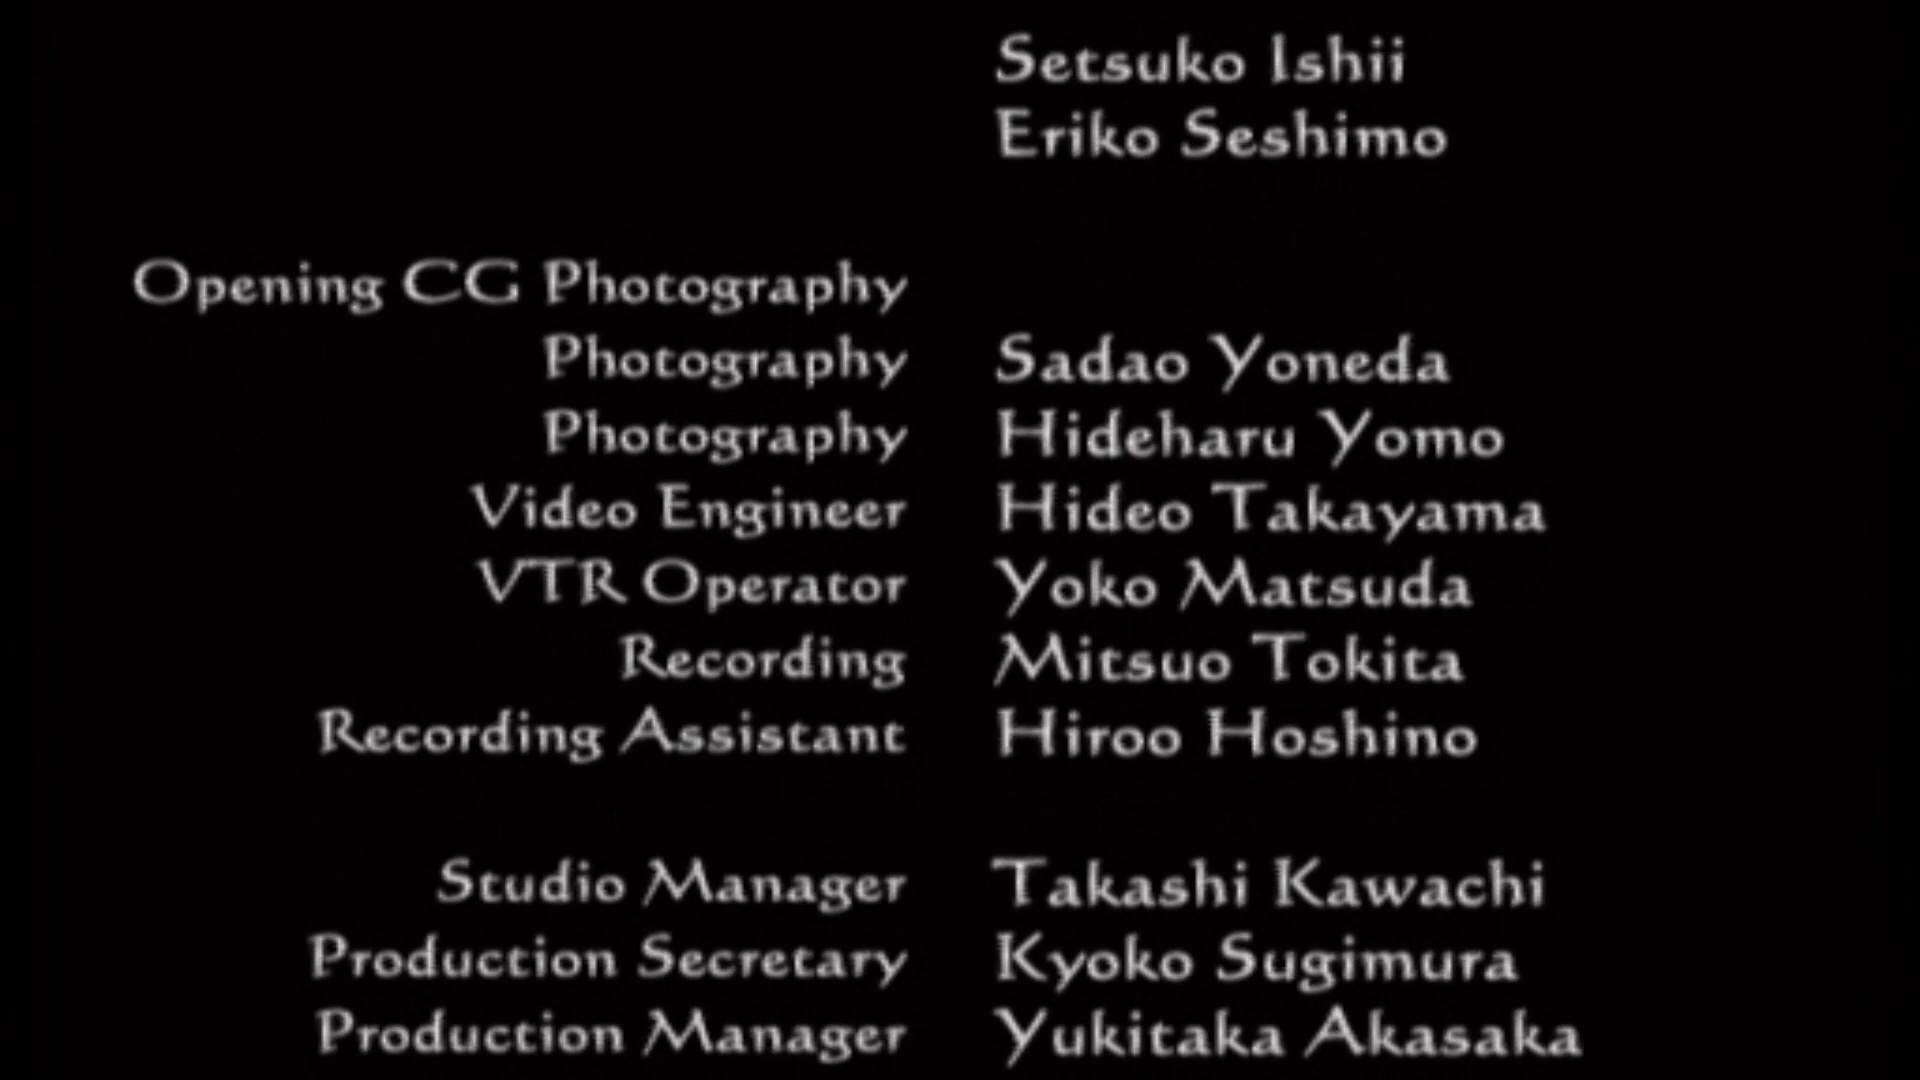 Setsuko Ishii
Eriko Seshimo
Opening CG Photography
Photography Sadao Yoneda
Photography Hideharu Yomo
Video Engineer Hideo Takayama
VTR Operator Yoko Matsuda
Recording Mitsuo Tokita
Recording Assistant Hiroo Hoshino
Studio Manager Takashi Kawachi
Production Secretary Kyoko Sugimura
Production Manager Yukitaka Akasaka